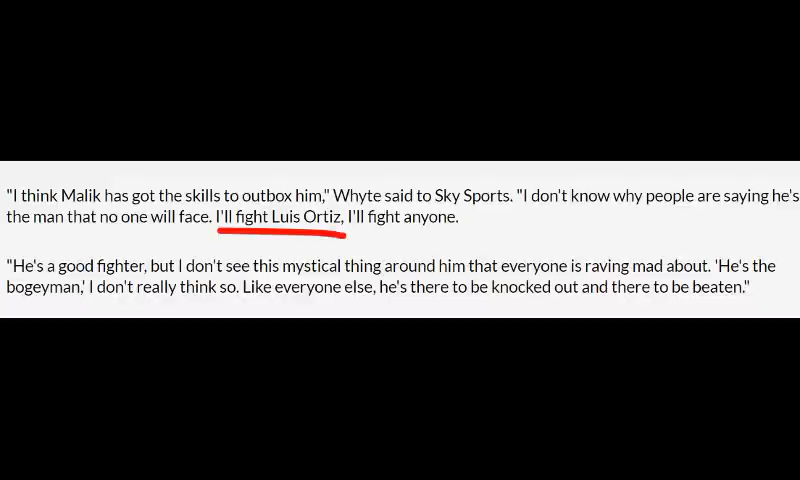 "I think Malik has got the skills to outbox him," Whyte said to Sky Sports. "I don't know why people are saying he's
the man that no one will face. I'll fight Luis Ortiz, I'll fight anyone.
"He's a good fighter, but I don't see this mystical thing around him that everyone is raving mad about. 'He's the
bogeyman,' I don't really think so. Like everyone else, he's there to be knocked out and there to be beaten."